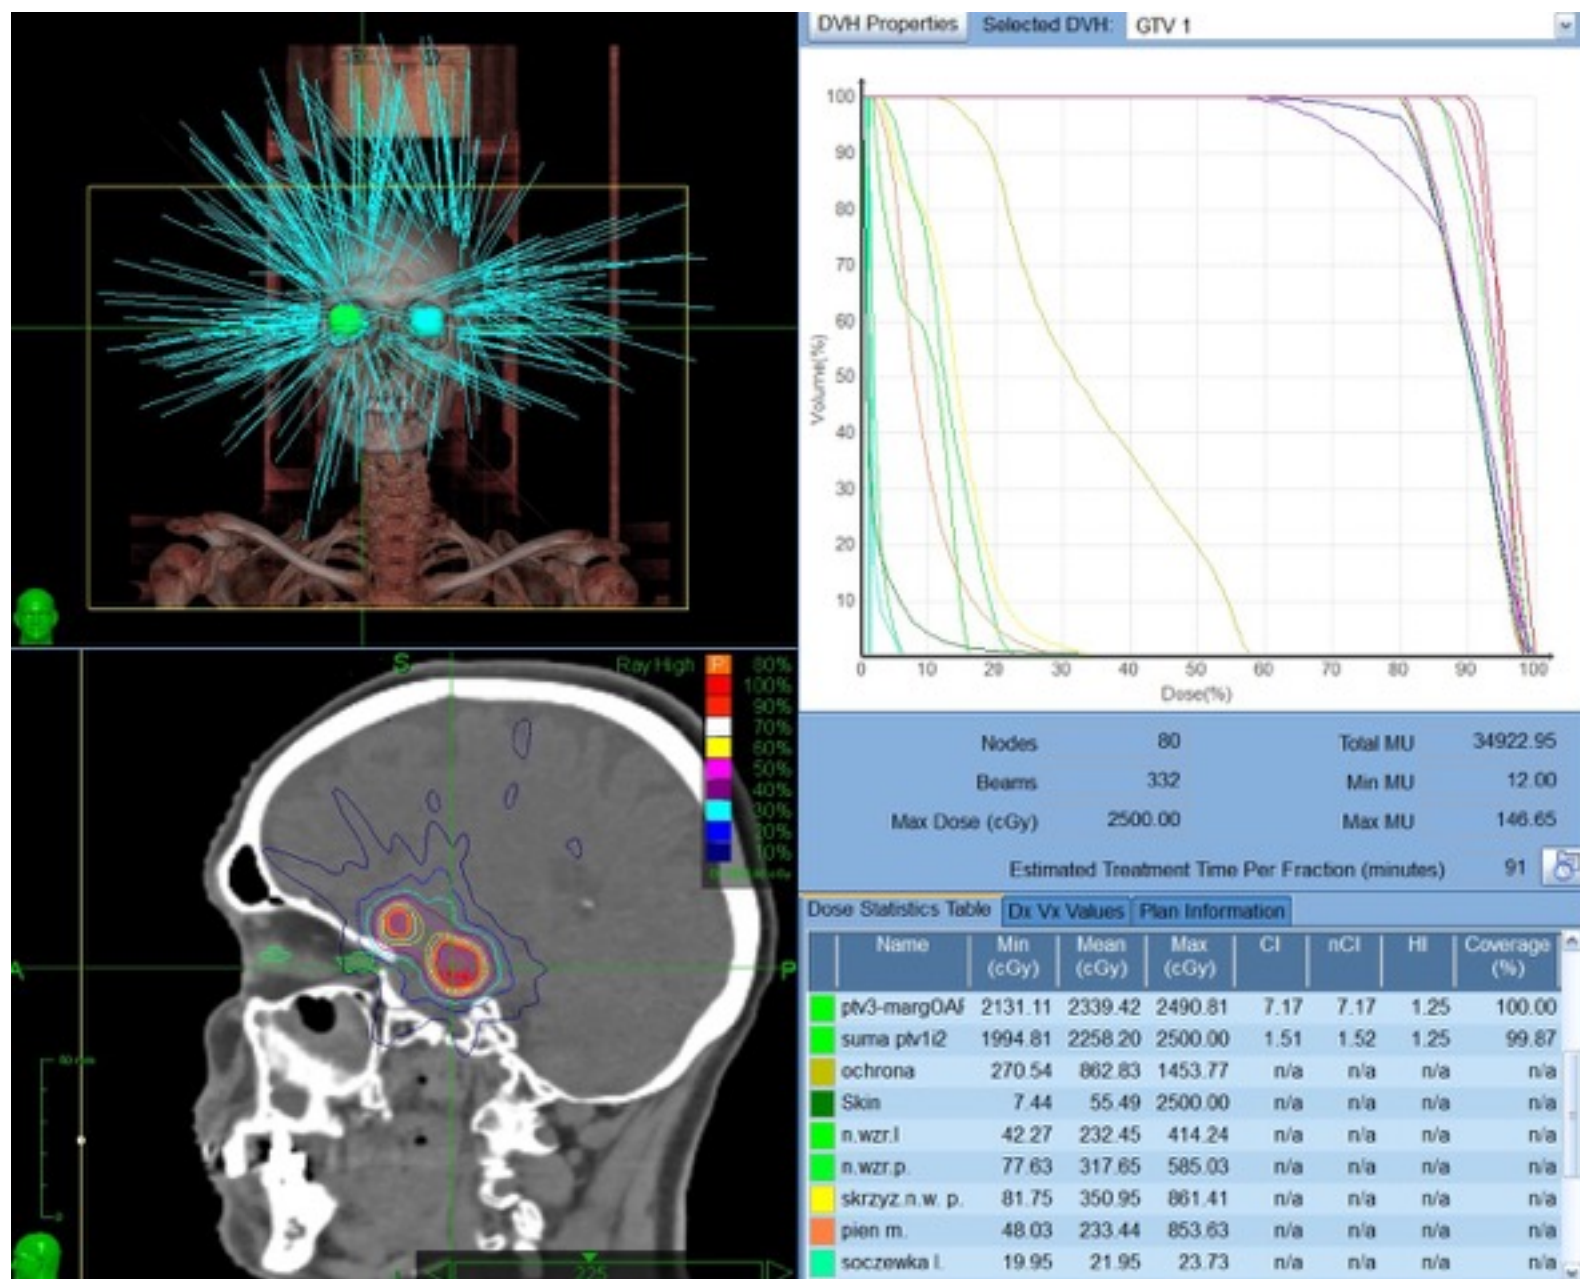 DVH Properties Selected DVH: GTV 1
100
90
80
70
60
50
40
30
20
10
Volume(%)
0 10 20 30 40 50 60 70 80 90 100
Dose(%)
S
A
P
Ray High
P 80%
100%
90%
70%
60%
50%
40%
30%
20%
10%
50 mm
0
225
Nodes 80 Total MU 34922.95
Beams 332 Min MU 12.00
Max Dose (cGy) 2500.00 Max MU 146.65
Estimated Treatment Time Per Fraction (minutes) 91
Dose Statistics Table Dx Vx Values Plan Information
Name Min (cGy) Mean (cGy) Max (cGy) CI nCI HI Coverage (%)
ptv3-margOAF 2131.11 2339.42 2490.81 7.17 7.17 1.25 100.00
suma ptv1i2 1994.81 2258.20 2500.00 1.51 1.52 1.25 99.87
ochrona 270.54 862.83 1453.77 n/a n/a n/a n/a
Skin 7.44 55.49 2500.00 n/a n/a n/a n/a
n.wzr.l 42.27 232.45 414.24 n/a n/a n/a n/a
n.wzr.p. 77.63 317.65 585.03 n/a n/a n/a n/a
skrzyz.n.w. p. 81.75 350.95 861.41 n/a n/a n/a n/a
pien m. 48.03 233.44 853.63 n/a n/a n/a n/a
soczewka l. 19.95 21.95 23.73 n/a n/a n/a n/a